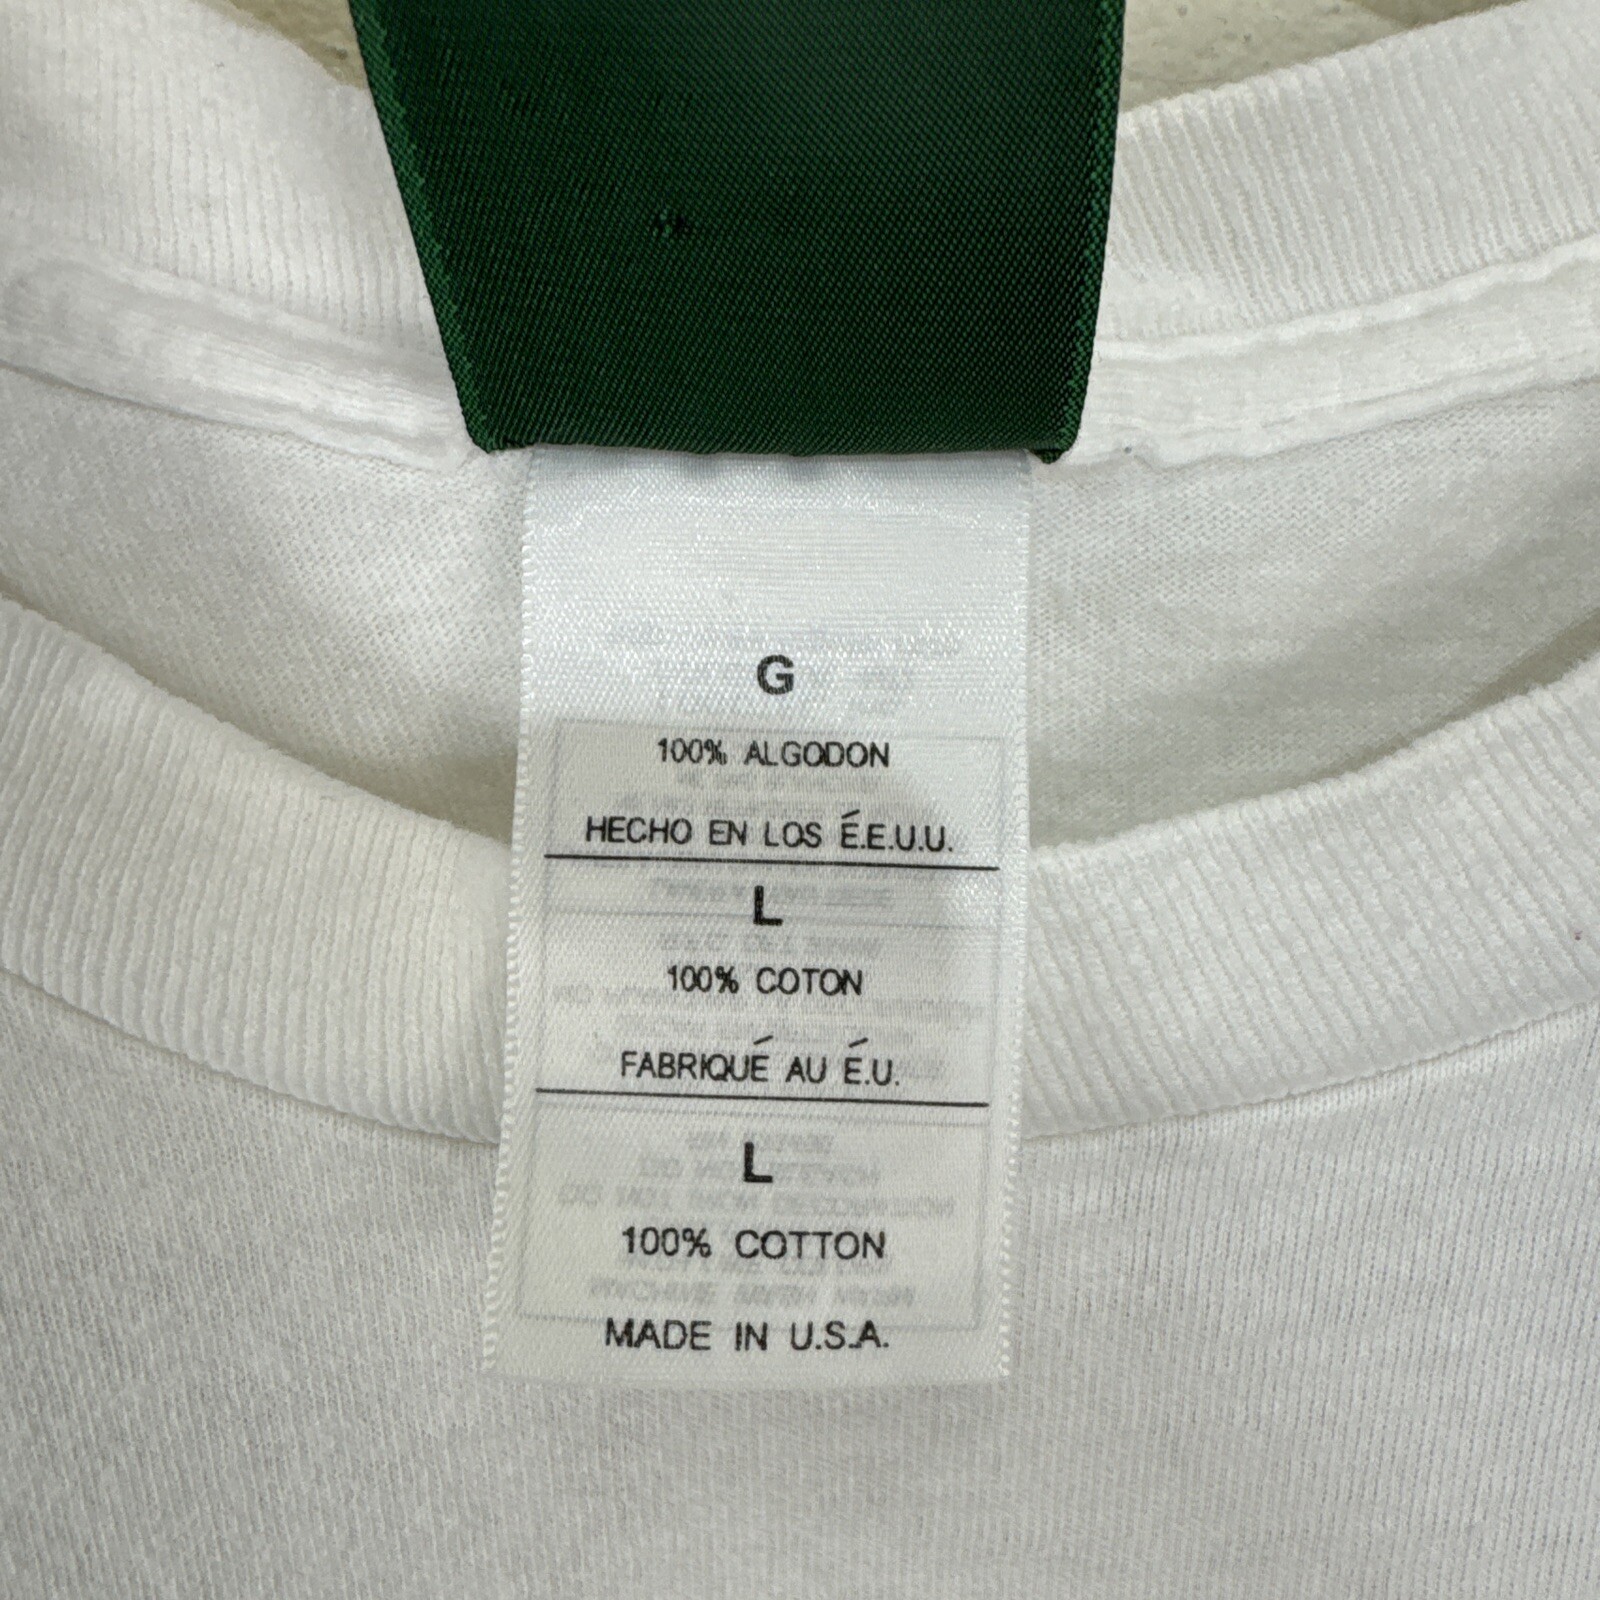 G
100% ALGODON
HECHO EN LOS É.E.U.U.
L
100% COTON
FABRIQUÉ AU É.U.
L
100% COTTON
MADE IN U.S.A.